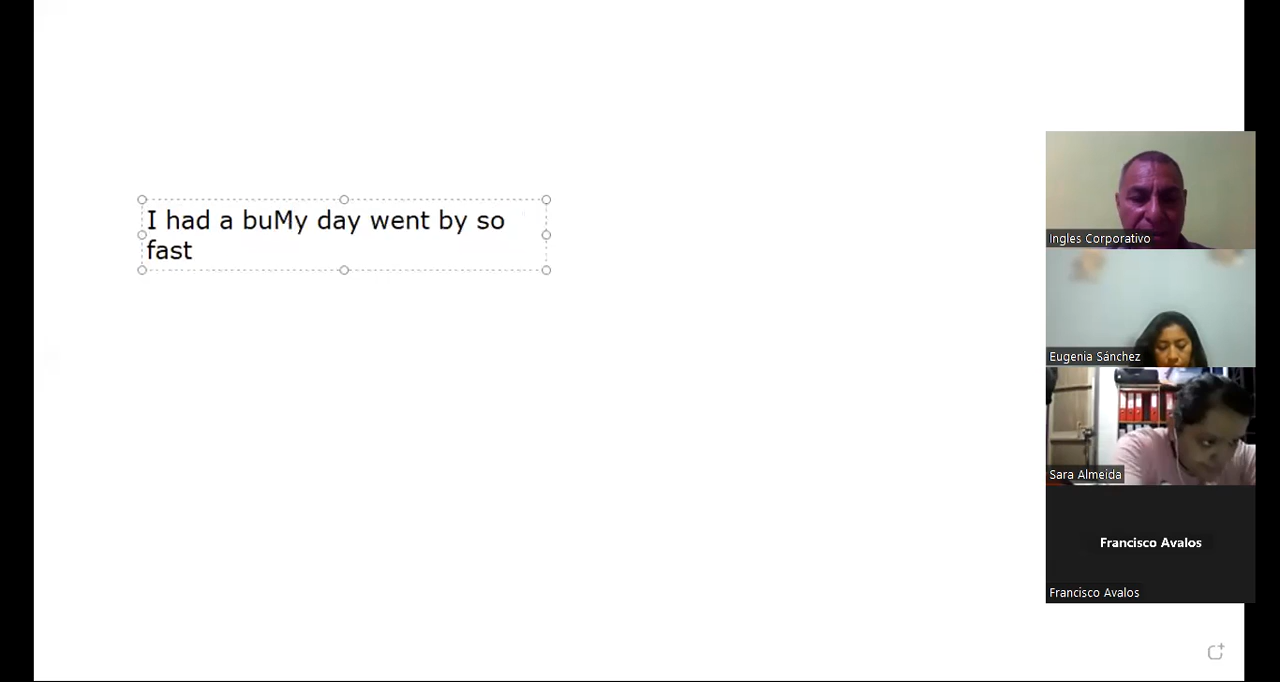 I had a buMy day went by so
fast
Ingles Corporativo
Eugenia Sánchez
Sara Almeida
Francisco Avalos
Francisco Avalos